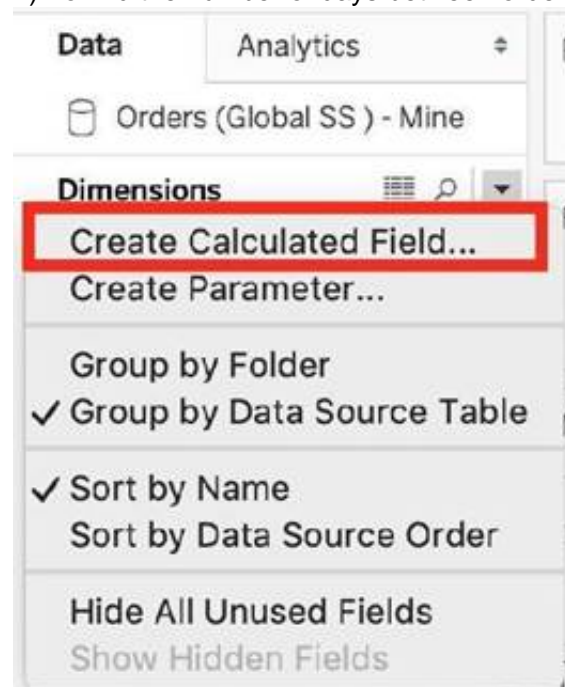 Data Analytics
Orders (Global SS ) - Mine
Dimensions
Create Calculated Field...
Create Parameter...
Group by Folder
✓ Group by Data Source Table
✓ Sort by Name
Sort by Data Source Order
Hide All Unused Fields
Show Hidden Fields